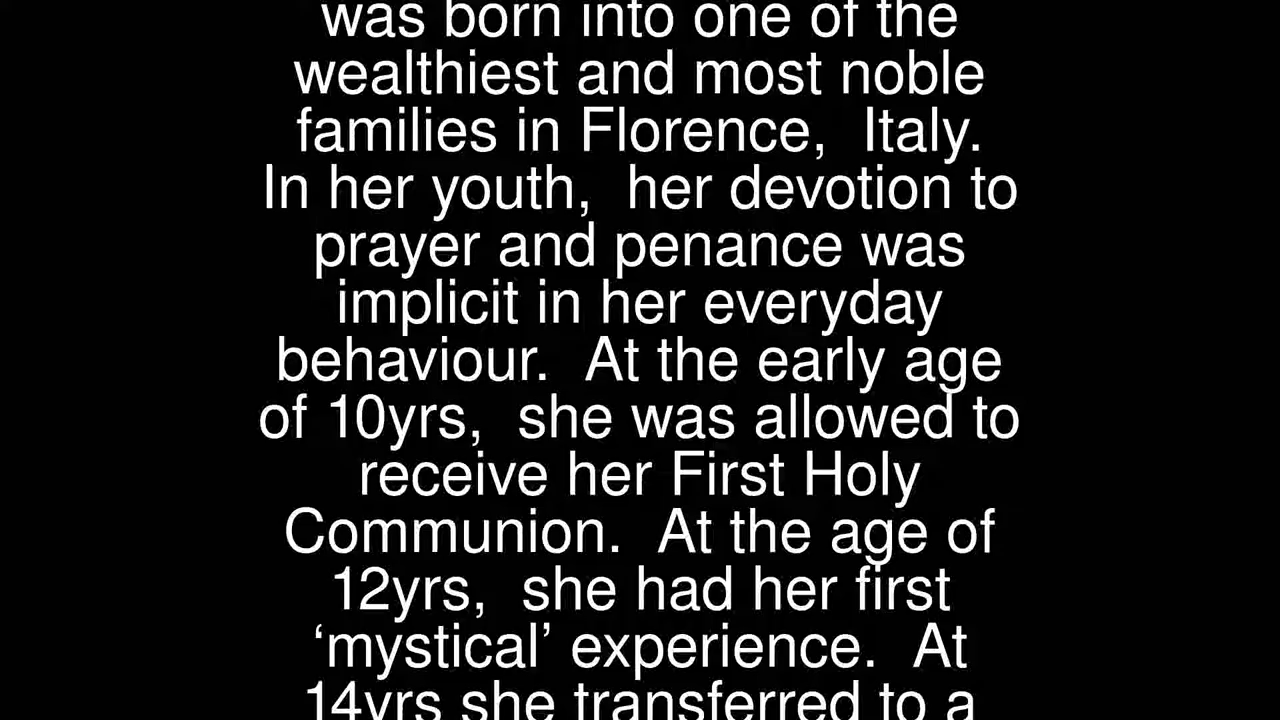 was born into one of the
wealthiest and most noble
families in Florence,  Italy.
In her youth,  her devotion to
prayer and penance was
implicit in her everyday
behaviour.  At the early age
of 10yrs,  she was allowed to
receive her First Holy
Communion.  At the age of
12yrs,  she had her first
‘mystical’ experience.  At
14yrs she transferred to a